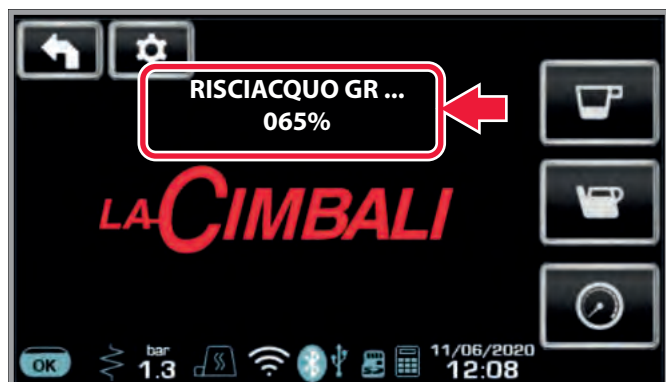 RISCIACQUO GR ...
065%
LA CIMBALI
OK
bar
1.3
11/06/2020
12:08